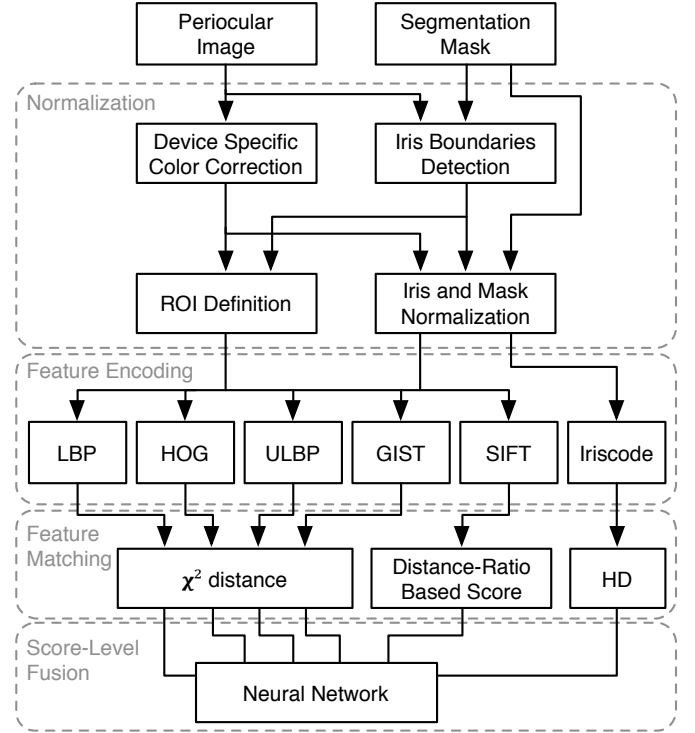 Periocular
Image
Segmentation
Mask
Normalization
Device Specific
Color Correction
Iris Boundaries
Detection
ROI Definition
Iris and Mask
Normalization
Feature Encoding
LBP
HOG
ULBP
GIST
SIFT
Iriscode
Feature
Matching
χ² distance
Distance-Ratio
Based Score
HD
Score-Level
Fusion
Neural Network